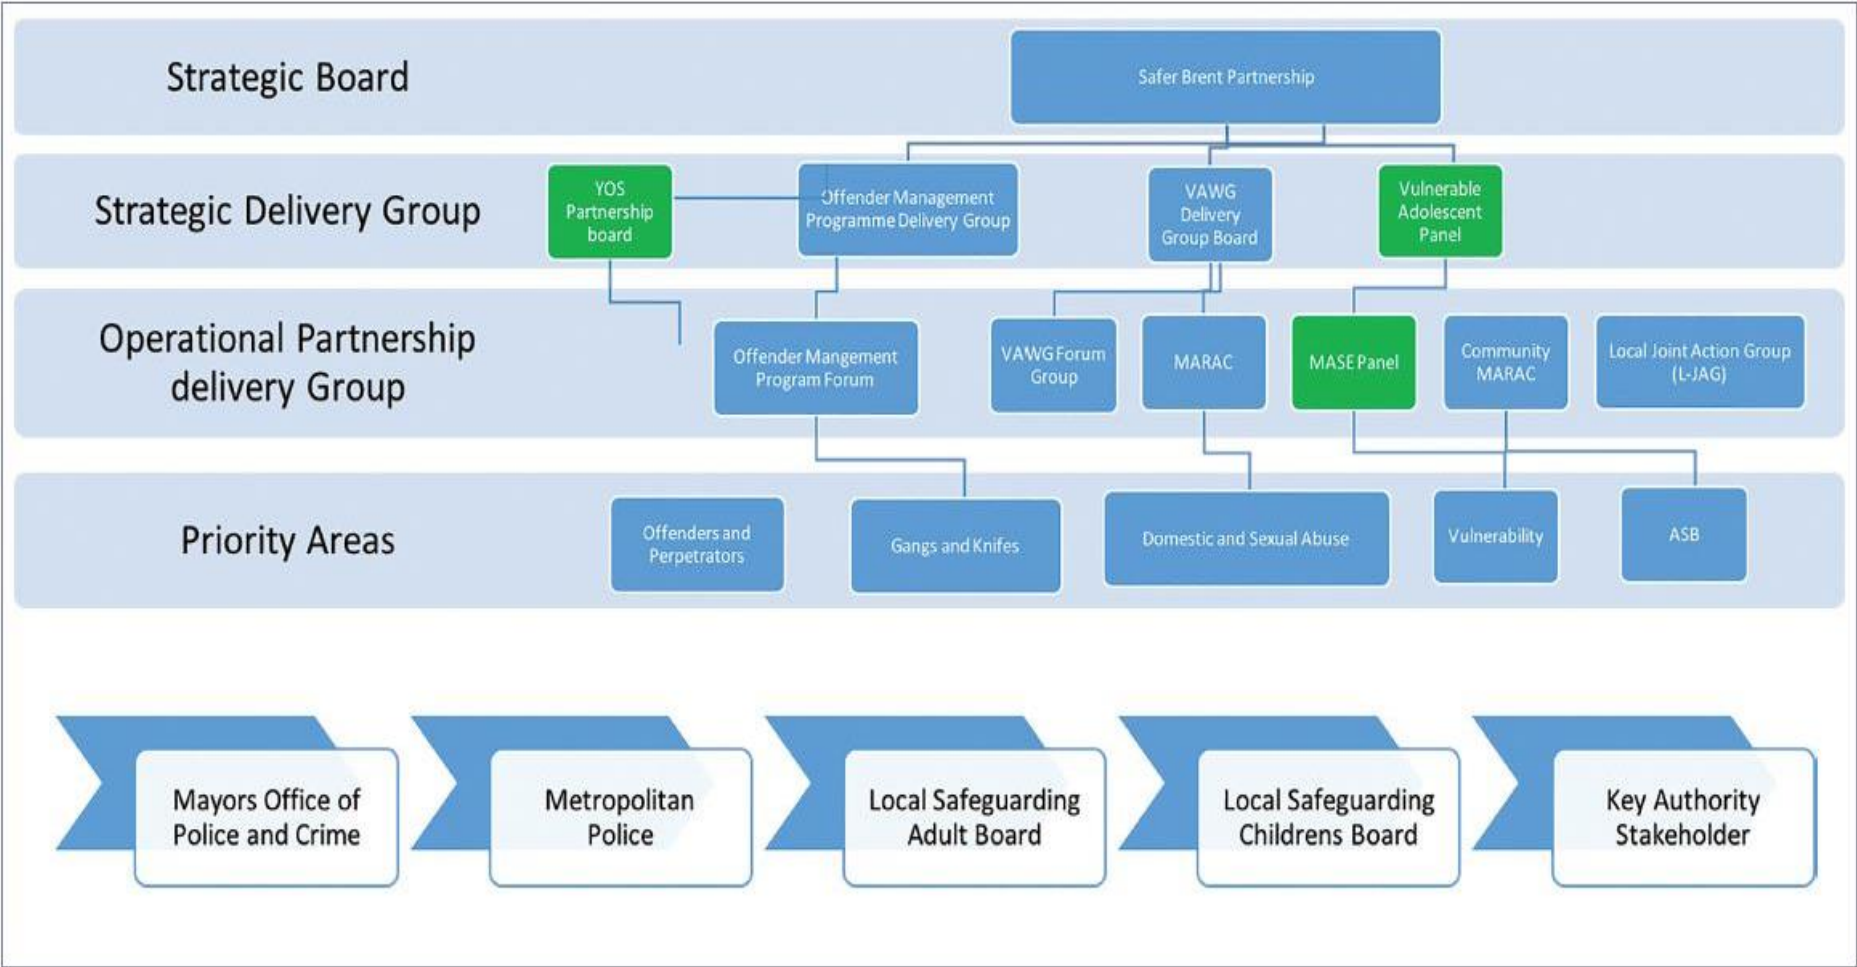 Strategic Board
Safer Brent Partnership
Strategic Delivery Group
YOS
Partnership
board
Offender Management
Programme Delivery Group
VAWG
Delivery
Group Board
Vulnerable
Adolescent
Panel
Operational Partnership
delivery Group
Offender Mangement
Program Forum
VAWG Forum
Group
MARAC
MASE Panel
Community
MARAC
Local Joint Action Group
(L-JAG)
Priority Areas
Offenders and
Perpetrators
Gangs and Knifes
Domestic and Sexual Abuse
Vulnerability
ASB
Mayors Office of
Police and Crime
Metropolitan
Police
Local Safeguarding
Adult Board
Local Safeguarding
Childrens Board
Key Authority
Stakeholder